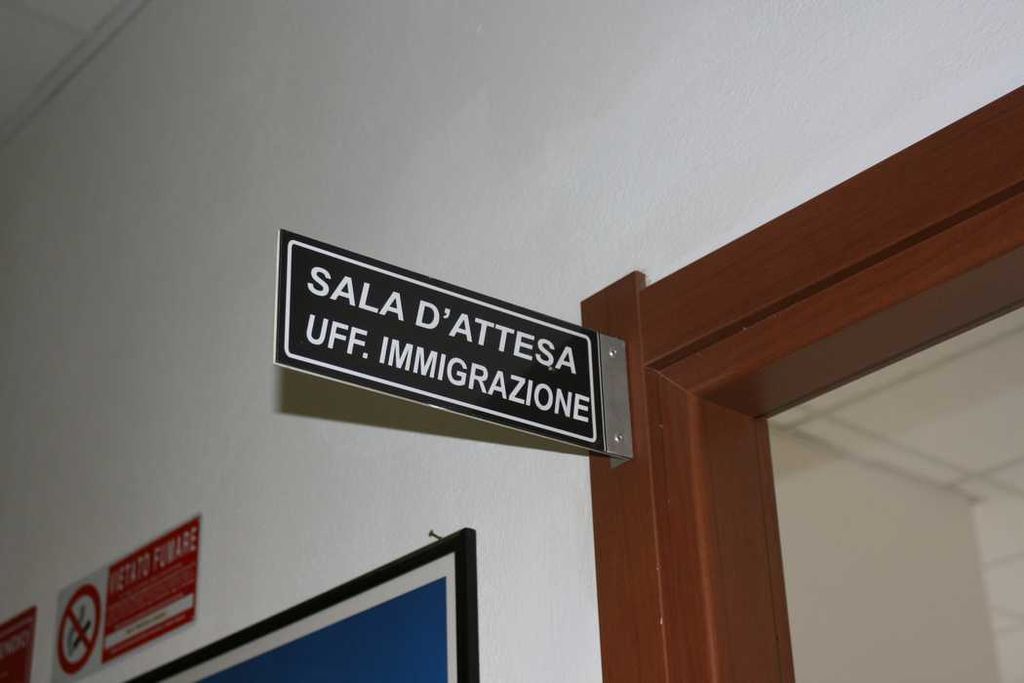 SALA D'ATTESA
UFF. IMMIGRAZIONE
VIETATO FUMARE